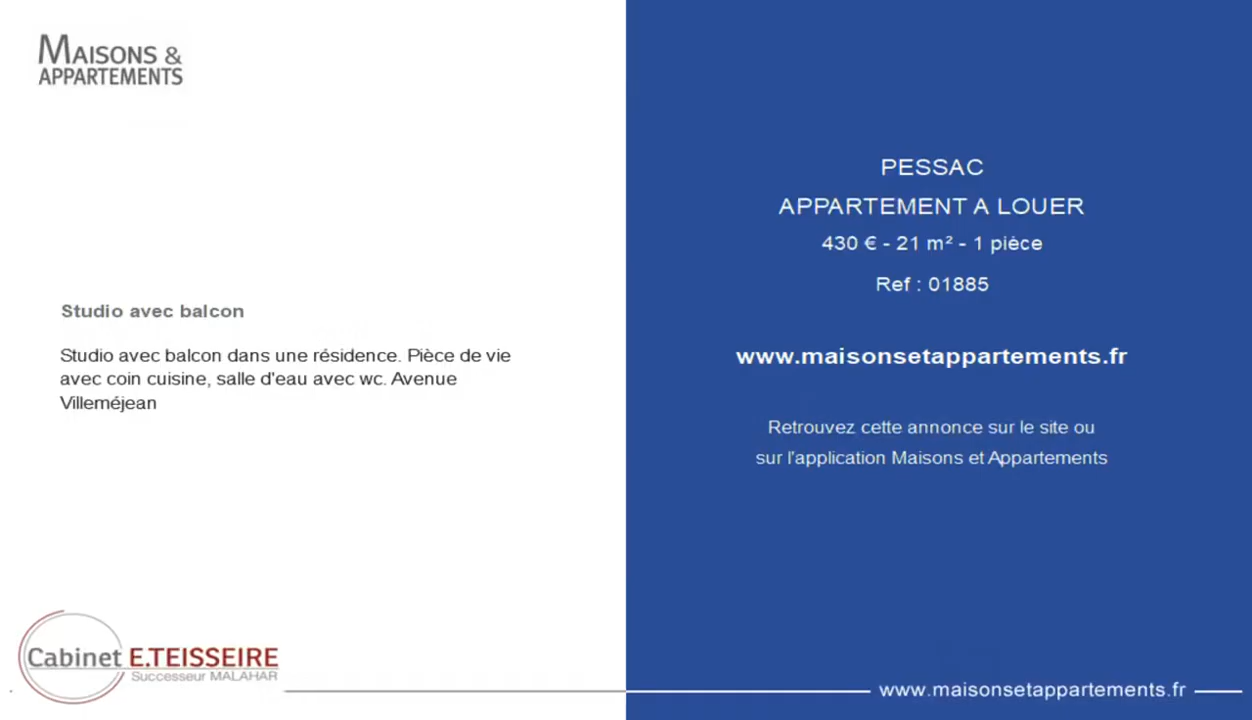 MAISONS &
APPARTEMENTS
Studio avec balcon
Studio avec balcon dans une résidence. Pièce de vie
avec coin cuisine, salle d'eau avec wc. Avenue
Villeméjean
Cabinet E.TEISSEIRE
Successeur MALAHAR
PESSAC
APPARTEMENT A LOUER
430 € - 21 m² - 1 pièce
Ref : 01885
www.maisonsetappartements.fr
Retrouvez cette annonce sur le site ou
sur l'application Maisons et Appartements
www.maisonsetappartements.fr